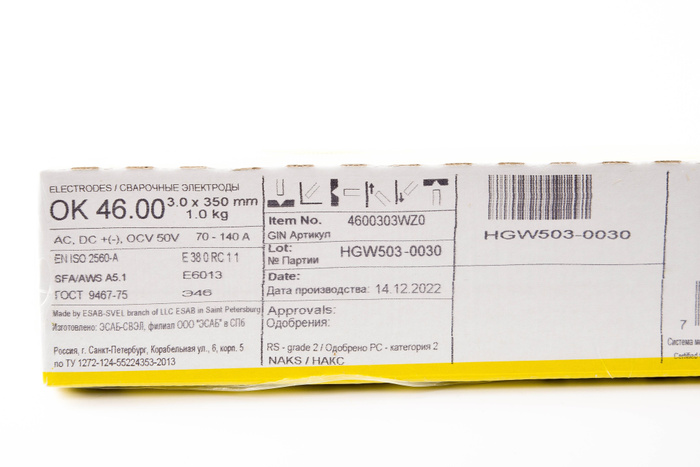 ELECTRODES / СВАРОЧНЫЕ ЭЛЕКТРОДЫ
OK 46.00 3.0 x 350 mm
1.0 kg
AC, DC +(-), OCV 50V 70 - 140 A
EN ISO 2560-A E 38 0 RC 1 1
SFA/AWS A5.1 E6013
ГОСТ 9467-75 Э46
Made by ESAB-SVEL branch of LLC ESAB in Saint Petersburg
Изготовлено: ЭСАБ-СВЭЛ, филиал ООО "ЭСАБ" в СПб
Россия, г. Санкт-Петербург, Корабельная ул., 6, корп. 5
по ТУ 1272-124-55224353-2013
Item No. 4600303WZ0
GIN Артикул
Lot: HGW503-0030
№ Партии
Date:
Дата производства: 14.12.2022
Approvals:
Одобрения:
RS - grade 2 / Одобрено РС - категория 2
NAKS / НАКС
HGW503-0030
7
Система
Certified